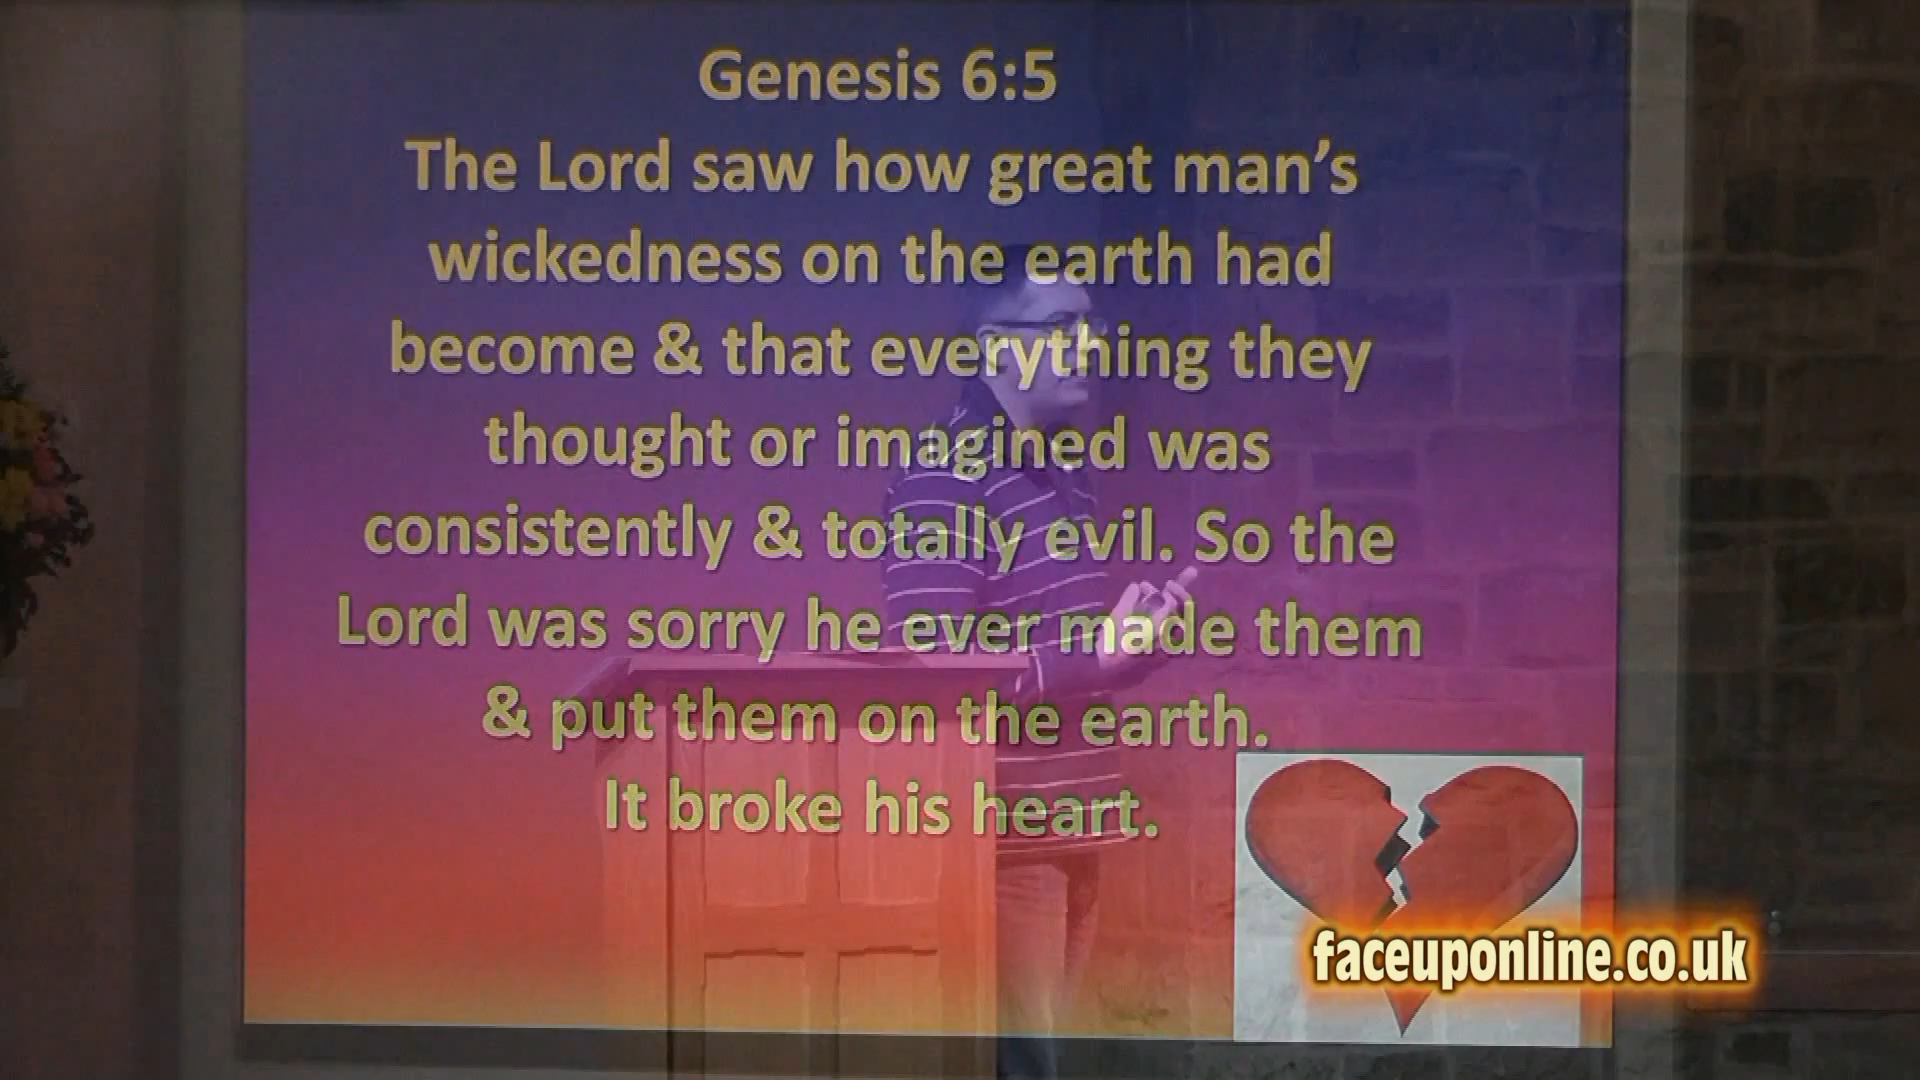 Genesis 6:5
The Lord saw how great man’s
wickedness on the earth had
become & that everything they
thought or imagined was
consistently & totally evil. So the
Lord was sorry he ever made them
& put them on the earth.
It broke his heart.
faceuponline.co.uk